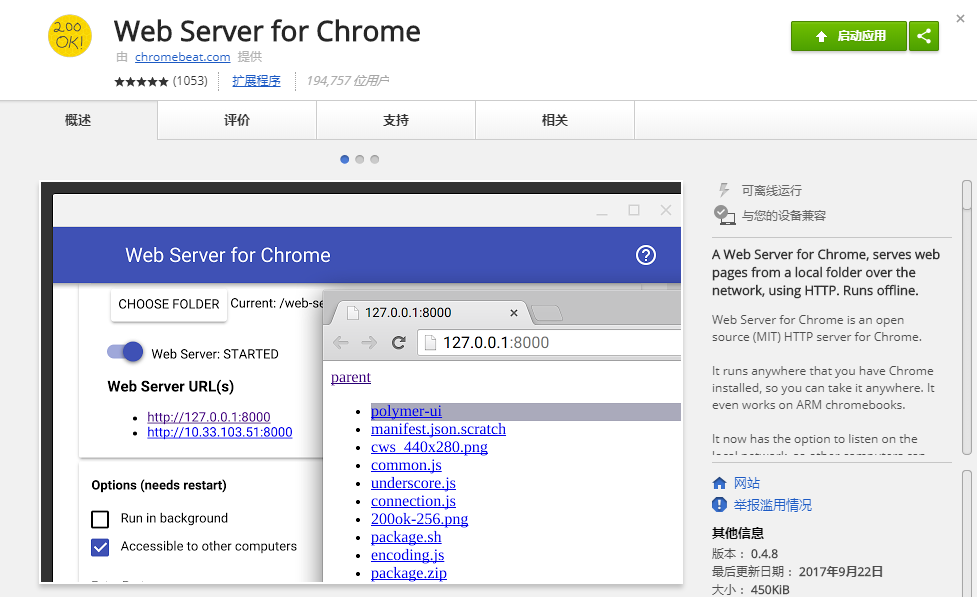 200 OK!
Web Server for Chrome
由 chromebeat.com 提供
★★★★★ (1053) 扩展程序 194,757 位用户
启动应用
概述 评价 支持 相关
Web Server for Chrome
CHOOSE FOLDER Current: /web-se
Web Server: STARTED
Web Server URL(s)
http://127.0.0.1:8000
http://10.33.103.51:8000
Options (needs restart)
Run in background
Accessible to other computers
127.0.0.1:8000
127.0.0.1:8000
parent
polymer-ui
manifest.json.scratch
cws_440x280.png
common.js
underscore.js
connection.js
200ok-256.png
package.sh
encoding.js
package.zip
可离线运行
与您的设备兼容
A Web Server for Chrome, serves web
pages from a local folder over the
network, using HTTP. Runs offline.
Web Server for Chrome is an open
source (MIT) HTTP server for Chrome.
It runs anywhere that you have Chrome
installed, so you can take it anywhere. It
even works on ARM chromebooks.
It now has the option to listen on the
local network, so other computers can
网站
举报滥用情况
其他信息
版本： 0.4.8
最后更新日期： 2017年9月22日
大小： 450KiB